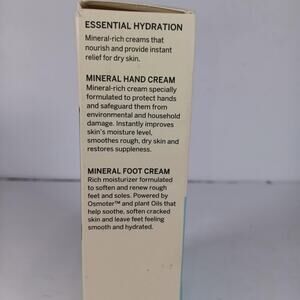 ESSENTIAL HYDRATION
Mineral-rich creams that
nourish and provide instant
relief for dry skin.
MINERAL HAND CREAM
Mineral-rich cream specially
formulated to protect hands
and safeguard them from
environmental and household
damage. Instantly improves
skin's moisture level,
smoothes rough, dry skin and
restores suppleness.
MINERAL FOOT CREAM
Rich moisturizer formulated
to soften and renew rough
feet and soles. Powered by
Osmoter™ and plant Oils that
help soothe, soften cracked
skin and leave feet feeling
smooth and hydrated.